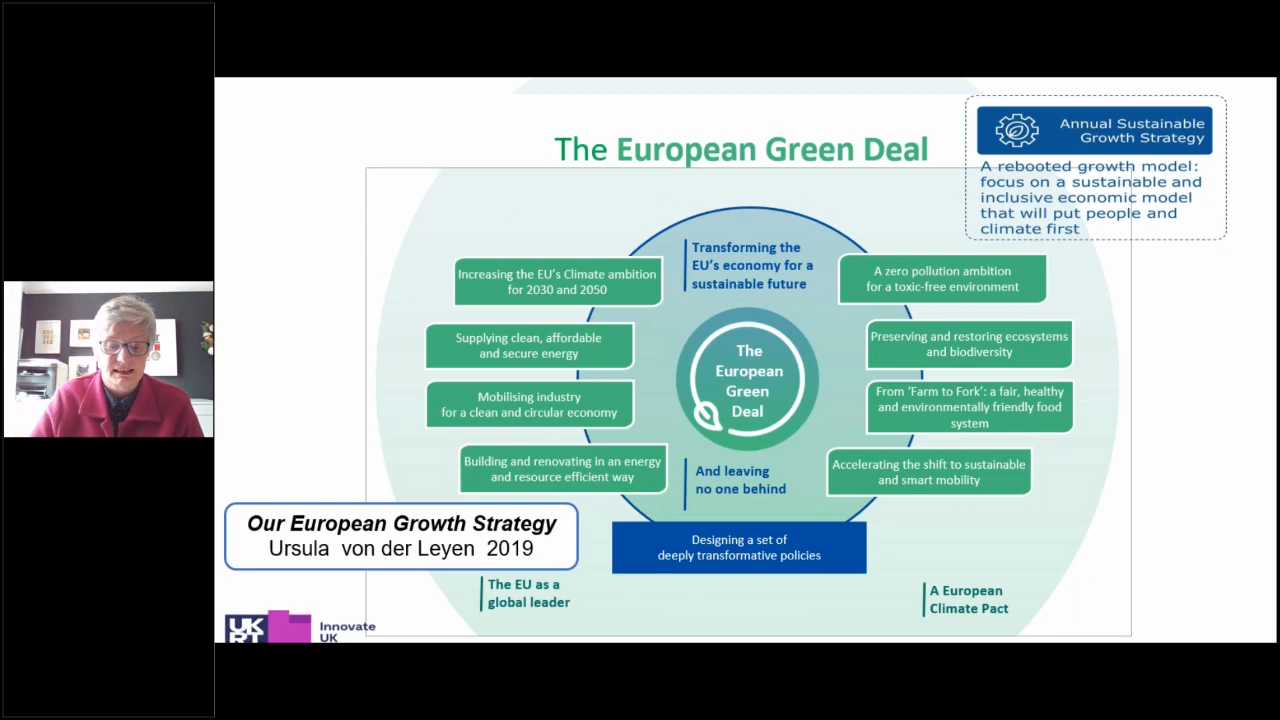 The European Green Deal
Annual Sustainable
Growth Strategy
A rebooted growth model:
focus on a sustainable and
inclusive economic model
that will put people and
climate first
Transforming the
EU's economy for a
sustainable future
Increasing the EU's Climate ambition
for 2030 and 2050
Supplying clean, affordable
and secure energy
Mobilising industry
for a clean and circular economy
Building and renovating in an energy
and resource efficient way
The
European
Green
Deal
A zero pollution ambition
for a toxic-free environment
Preserving and restoring ecosystems
and biodiversity
From 'Farm to Fork': a fair, healthy
and environmentally friendly food
system
Accelerating the shift to sustainable
and smart mobility
And leaving
no one behind
Our European Growth Strategy
Ursula von der Leyen 2019
Designing a set of
deeply transformative policies
The EU as a
global leader
A European
Climate Pact
UK
RI
Innovate
UK